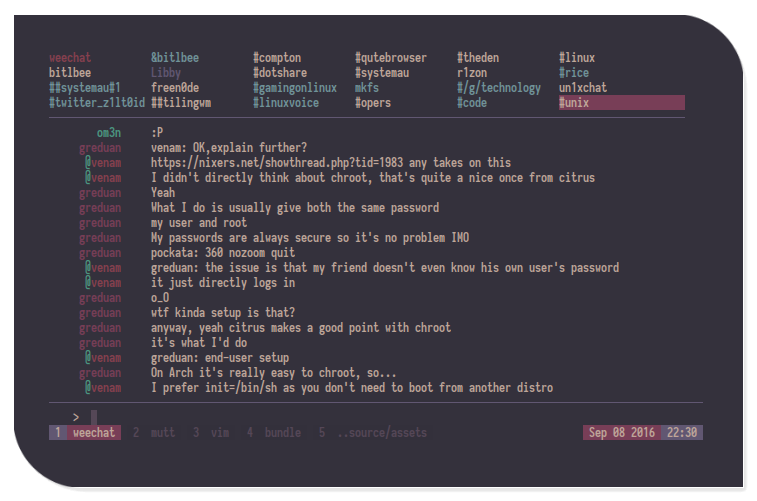 weechat &bitlbee #compton #qutebrowser #theden #linux
bitlbee Libby #dotshare #systemau r1zon #rice
##systemau#1 freen0de #gamingonlinux mkfs #/g/technology un1xchat
#twitter_z1lt0id ##tilingwm #linuxvoice #opers #code #unix
om3n :P
greduan venam: OK,explain further?
@venam https://nixers.net/showthread.php?tid=1983 any takes on this
@venam I didn't directly think about chroot, that's quite a nice once from citrus
greduan Yeah
greduan What I do is usually give both the same password
greduan my user and root
greduan My passwords are always secure so it's no problem IMO
greduan pockata: 360 nozoom quit
@venam greduan: the issue is that my friend doesn't even know his own user's password
@venam it just directly logs in
greduan o_O
greduan wtf kinda setup is that?
greduan anyway, yeah citrus makes a good point with chroot
greduan it's what I'd do
@venam greduan: end-user setup
greduan On Arch it's really easy to chroot, so...
@venam I prefer init=/bin/sh as you don't need to boot from another distro
>
1 weechat 2 mutt 3 vim 4 bundle 5 ..source/assets Sep 08 2016 22:30